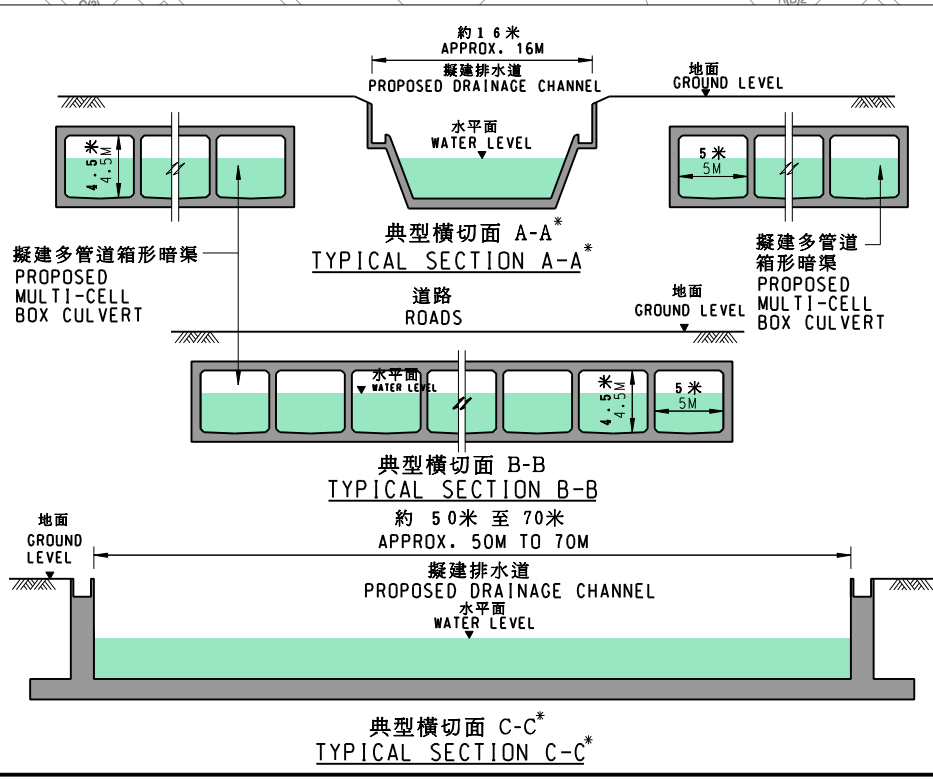 約16米
APPROX. 16M
擬建排水道
PROPOSED DRAINAGE CHANNEL
地面
GROUND LEVEL
水平面
WATER LEVEL
4.5米
4.5M
5米
5M
典型橫切面 A-A*
TYPICAL SECTION A-A*
擬建多管道箱形暗渠
PROPOSED
MULTI-CELL
BOX CULVERT
擬建多管道
箱形暗渠
PROPOSED
MULTI-CELL
BOX CULVERT
道路
ROADS
地面
GROUND LEVEL
水平面
WATER LEVEL
4.5米
4.5M
5米
5M
典型橫切面 B-B
TYPICAL SECTION B-B
約 50米 至 70米
APPROX. 50M TO 70M
地面
GROUND
LEVEL
擬建排水道
PROPOSED DRAINAGE CHANNEL
水平面
WATER LEVEL
典型橫切面 C-C*
TYPICAL SECTION C-C*